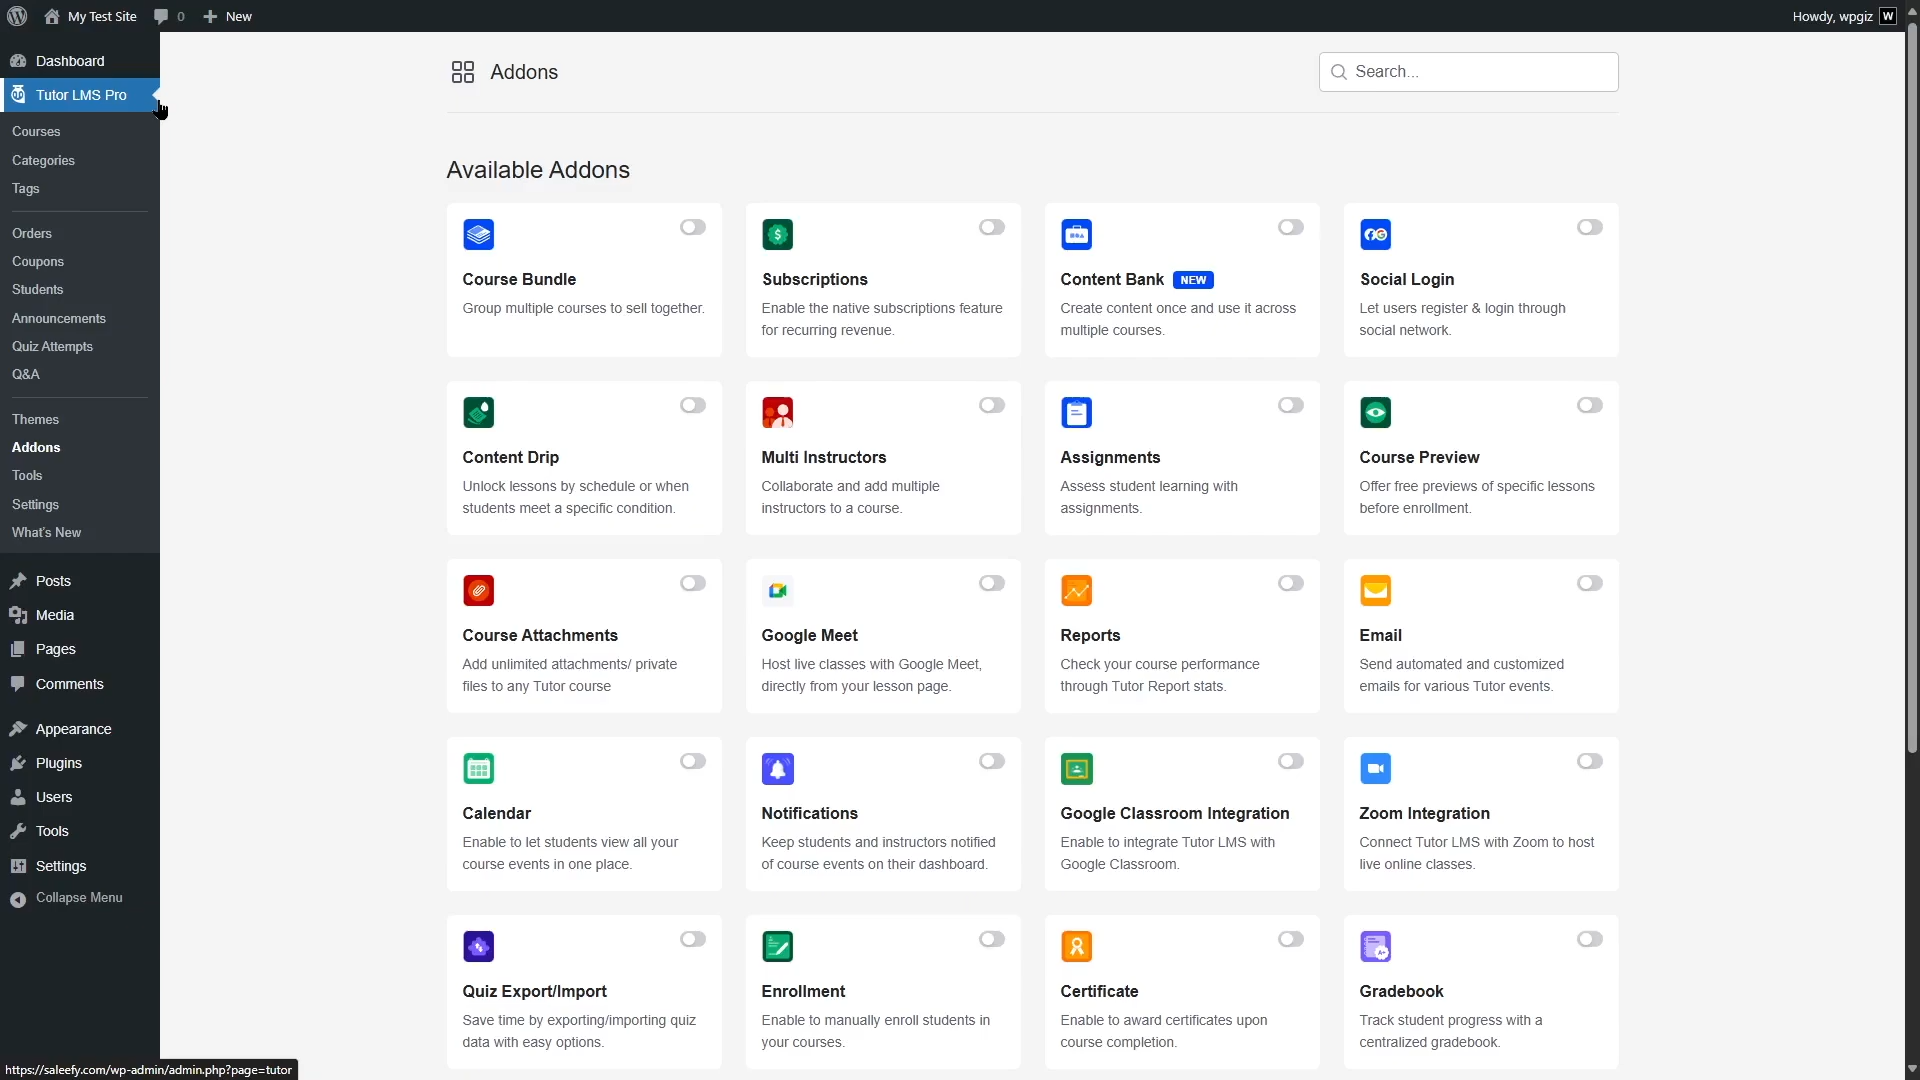 My Test Site
0
New
Howdy, wpgiz
W
Dashboard
Tutor LMS Pro
Courses
Categories
Tags
Orders
Coupons
Students
Announcements
Quiz Attempts
Q&A
Themes
Addons
Tools
Settings
What's New
Posts
Media
Pages
Comments
Appearance
Plugins
Users
Tools
Settings
Collapse Menu
Addons
Search...
Available Addons
Course Bundle
Group multiple courses to sell together.
Subscriptions
Enable the native subscriptions feature
for recurring revenue.
Content Bank NEW
Create content once and use it across
multiple courses.
Social Login
Let users register & login through
social network.
Content Drip
Unlock lessons by schedule or when
students meet a specific condition.
Multi Instructors
Collaborate and add multiple
instructors to a course.
Assignments
Assess student learning with
assignments.
Course Preview
Offer free previews of specific lessons
before enrollment.
Course Attachments
Add unlimited attachments/ private
files to any Tutor course
Google Meet
Host live classes with Google Meet,
directly from your lesson page.
Reports
Check your course performance
through Tutor Report stats.
Email
Send automated and customized
emails for various Tutor events.
Calendar
Enable to let students view all your
course events in one place.
Notifications
Keep students and instructors notified
of course events on their dashboard.
Google Classroom Integration
Enable to integrate Tutor LMS with
Google Classroom.
Zoom Integration
Connect Tutor LMS with Zoom to host
live online classes.
Quiz Export/Import
Save time by exporting/importing quiz
data with easy options.
Enrollment
Enable to manually enroll students in
your courses.
Certificate
Enable to award certificates upon
course completion.
A+
Gradebook
Track student progress with a
centralized gradebook.
https://saleefy.com/wp-admin/admin.php?page=tutor